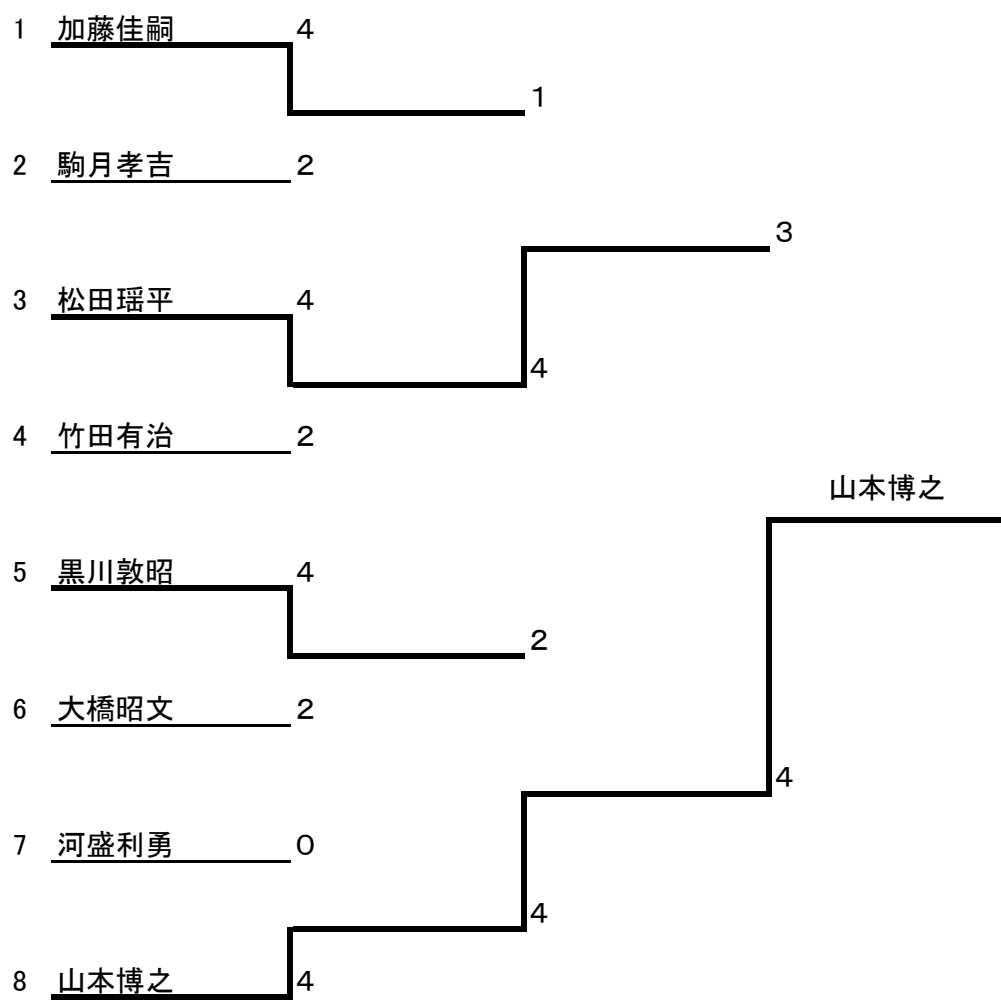 １ 加藤佳嗣 4
1
２ 駒月孝吉 2
3
３ 松田瑶平 4
4
４ 竹田有治 2
山本博之
５ 黒川敦昭 4
2
６ 大橋昭文 2
4
７ 河盛利勇 0
4
８ 山本博之 4